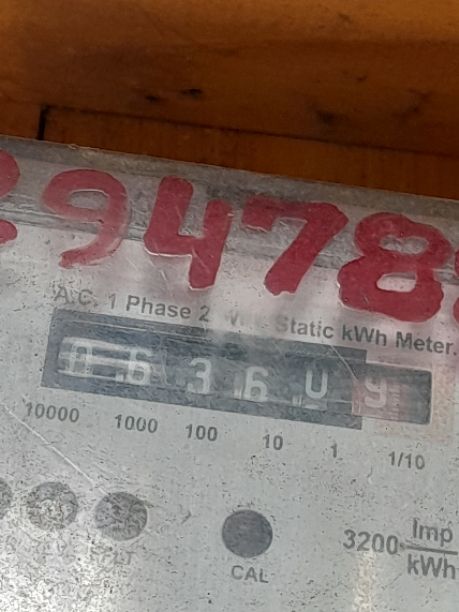 29478
A.C. 1 Phase 2 Static kWh Meter.
0 6 3 6 0 9
10000 1000 100 10 1 1/10
CAL
3200 Imp/kWh